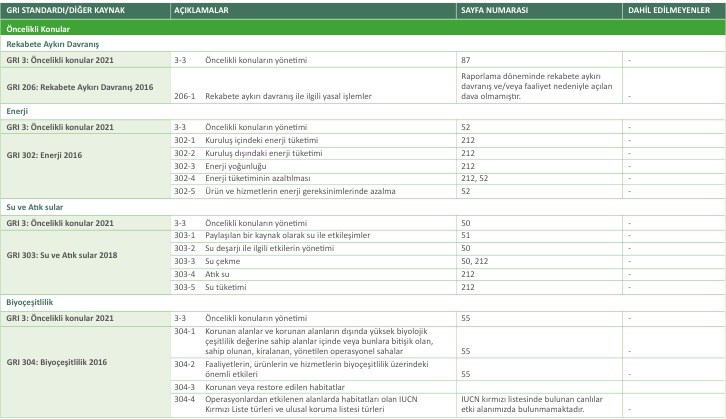 GRI STANDARDI/DİĞER KAYNAK AÇIKLAMALAR SAYFA NUMARASI DAHİL EDİLMEYENLER
Öncelikli Konular
Rekabete Aykırı Davranış
GRI 3: Öncelikli konular 2021 3-3 Öncelikli konuların yönetimi 87 -
GRI 206: Rekabete Aykırı Davranış 2016 206-1 Rekabete aykırı davranış ile ilgili yasal işlemler
Raporlama döneminde rekabete aykırı
davranış ve/veya faaliyet nedeniyle açılan
dava olmamıştır. -
Enerji
GRI 3: Öncelikli konular 2021 3-3 Öncelikli konuların yönetimi 52 -
GRI 302: Enerji 2016
302-1 Kuruluş içindeki enerji tüketimi 212 -
302-2 Kuruluş dışındaki enerji tüketimi 212 -
302-3 Enerji yoğunluğu 212 -
302-4 Enerji tüketiminin azaltılması 212, 52 -
302-5 Ürün ve hizmetlerin enerji gereksinimlerinde azalma 52 -
Su ve Atık sular
GRI 3: Öncelikli konular 2021 3-3 Öncelikli konuların yönetimi 50 -
GRI 303: Su ve Atık sular 2018
303-1 Paylaşılan bir kaynak olarak su ile etkileşimler 51 -
303-2 Su deşarjı ile ilgili etkilerin yönetimi 50 -
303-3 Su çekme 50, 212 -
303-4 Atık su 212 -
303-5 Su tüketimi 212 -
Biyoçeşitlilik
GRI 3: Öncelikli konular 2021 3-3 Öncelikli konuların yönetimi 55 -
GRI 304: Biyoçeşitlilik 2016
304-1 Korunan alanlar ve korunan alanların dışında yüksek biyolojik
çeşitlilik değerine sahip alanlar içinde veya bunlara bitişik olan,
sahip olunan, kiralanan, yönetilen operasyonel sahalar 55 -
304-2 Faaliyetlerin, ürünlerin ve hizmetlerin biyoçeşitlilik üzerindeki
önemli etkileri 55 -
304-3 Korunan veya restore edilen habitatlar
304-4 Operasyonlardan etkilenen alanlarda habitatları olan IUCN
Kırmızı Liste türleri ve ulusal koruma listesi türleri
IUCN kırmızı listesinde bulunan canlılar
etki alanımızda bulunmamaktadır. -